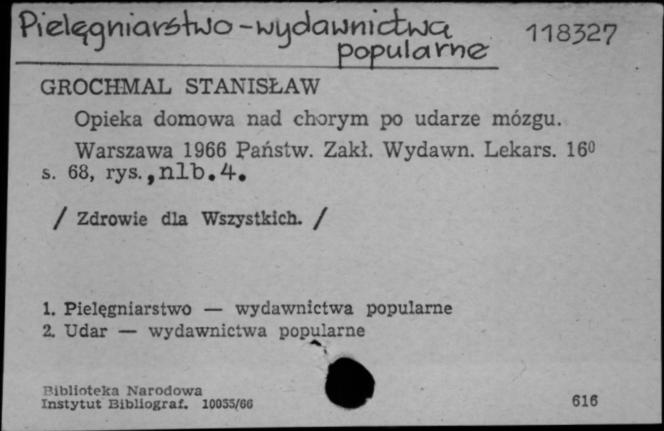 Pielęgniarstwo - wydawnictwa
popularne
118327
GROCHMAL STANISŁAW
Opieka domowa nad chorym po udarze mózgu.
Warszawa 1966 Państw. Zakł. Wydawn. Lekars. 16⁰
s. 68, rys., nlb. 4.
/ Zdrowie dla Wszystkich. /
1. Pielęgniarstwo — wydawnictwa popularne
2. Udar — wydawnictwa popularne
Biblioteka Narodowa
Instytut Bibliograf. 10055/66
616